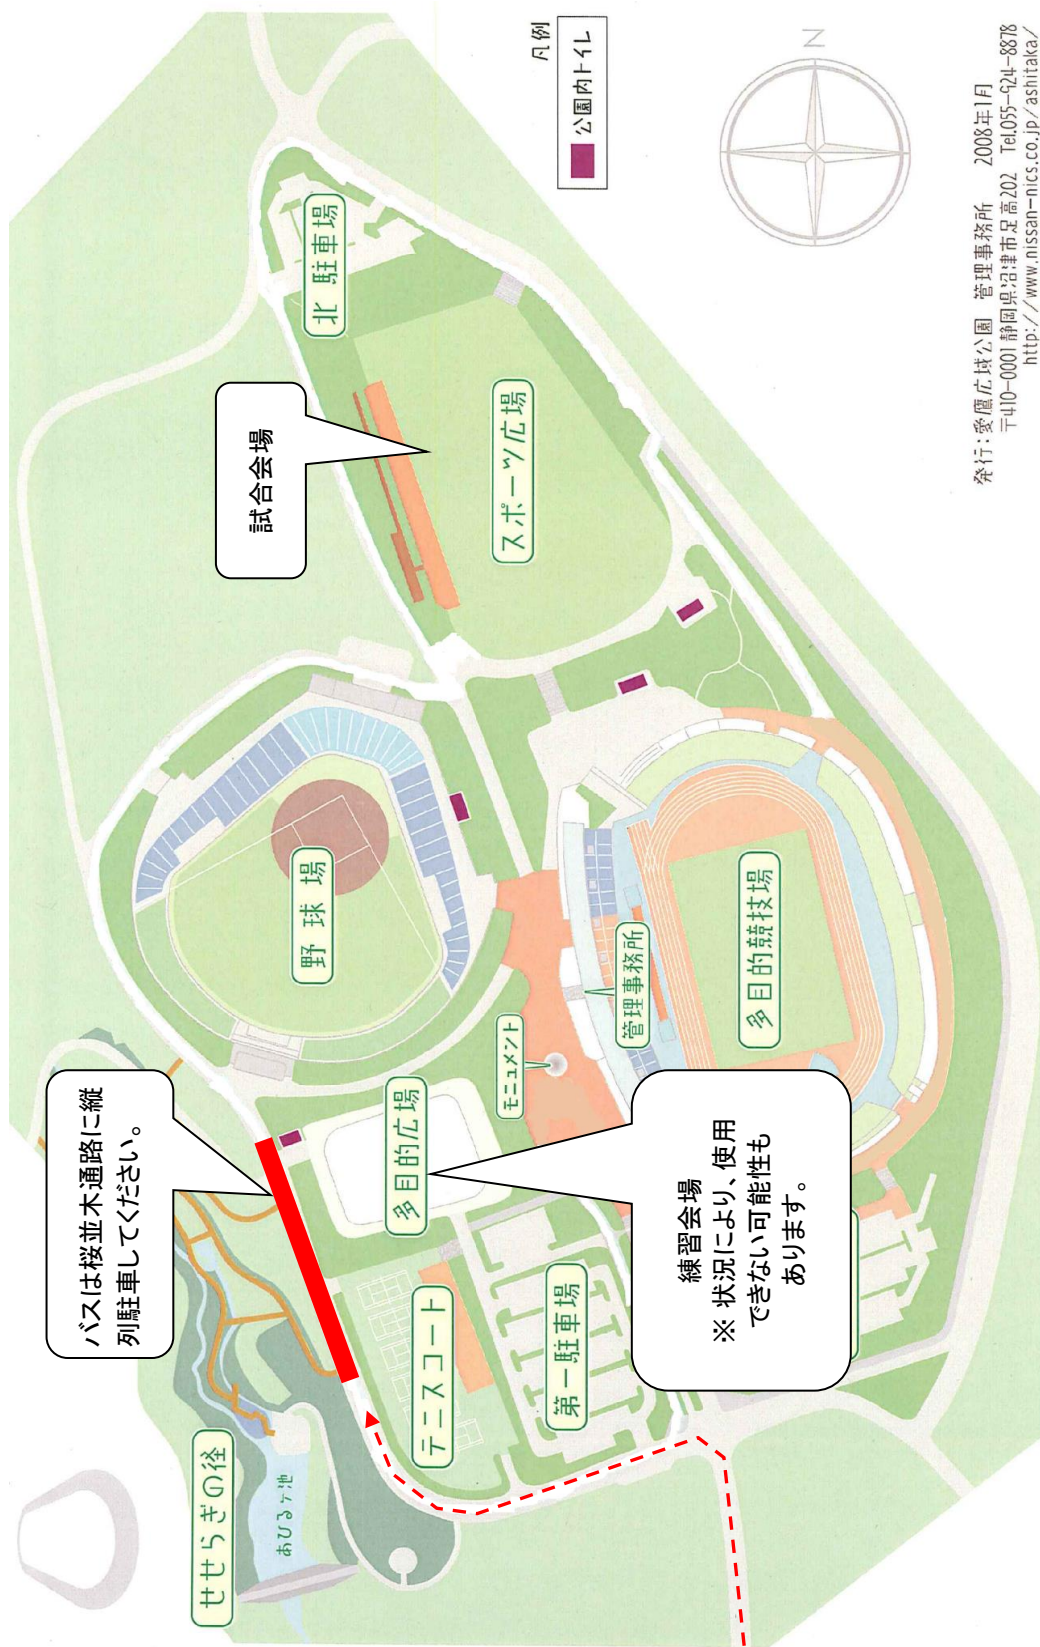 バスは桜並木通路に縦
列駐車してください。
せせらぎの径
あひるヶ池
試合会場
北 駐車場
野 球 場
スポーツ広場
多目的広場
モニュメント
管理事務所
テニスコート
第一駐車場
多目的競技場
練習会場
※ 状況により、使用
できない可能性も
あります。
凡例
公園内トイレ
N
発行：愛鷹広域公園 管理事務所 2008年1月
〒410-0001 静岡県沼津市足高202 Tel.055-924-8878
http://www.nissan-nics.co.jp/ashitaka/